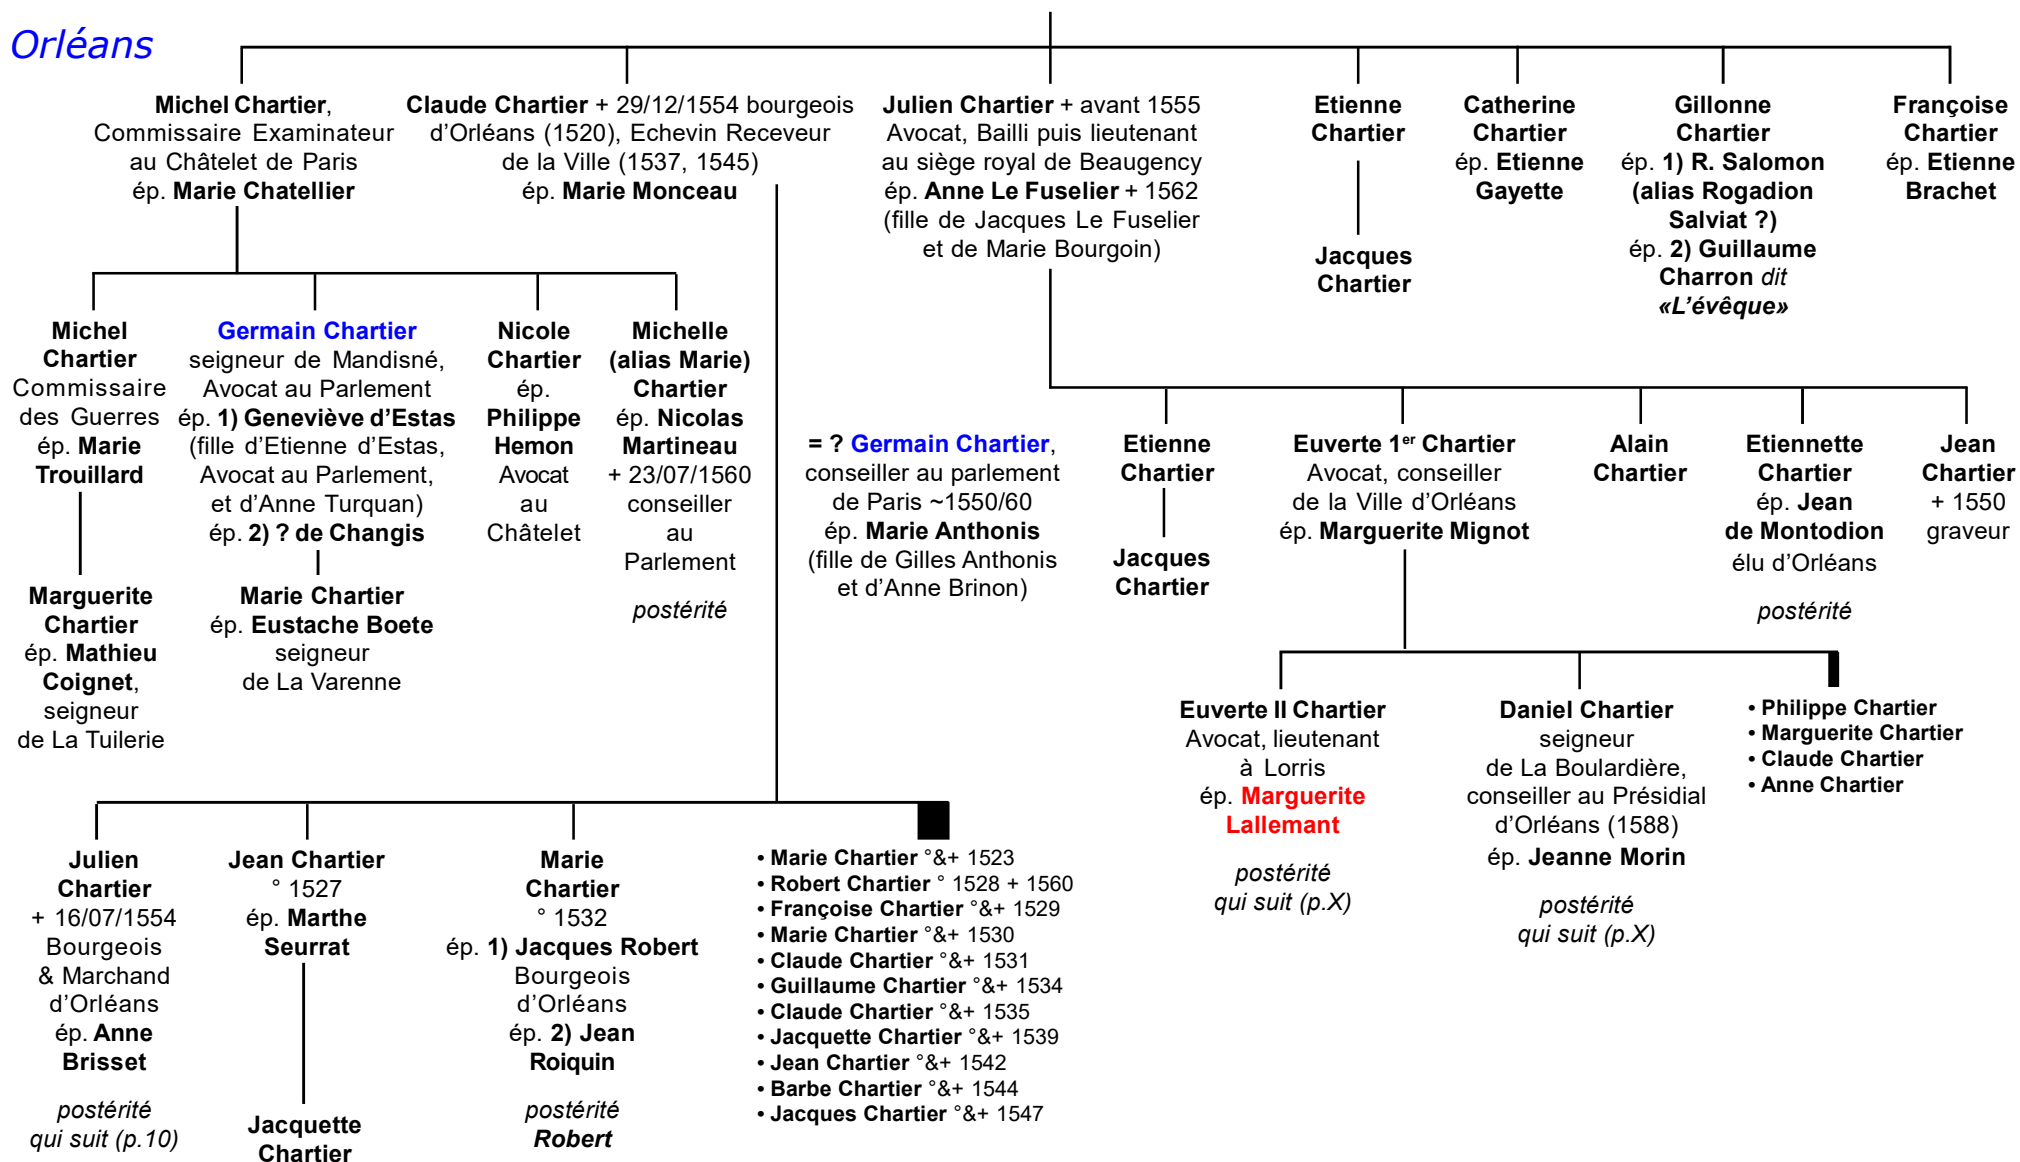 Orléans
Michel Chartier,
Commissaire Examinateur
au Châtelet de Paris
ép. Marie Chatellier
Claude Chartier + 29/12/1554 bourgeois
d’Orléans (1520), Echevin Receveur
de la Ville (1537, 1545)
ép. Marie Monceau
Julien Chartier + avant 1555
Avocat, Bailli puis lieutenant
au siège royal de Beaugency
ép. Anne Le Fuselier + 1562
(fille de Jacques Le Fuselier
et de Marie Bourgoin)
Etienne
Chartier
Jacques
Chartier
Catherine
Chartier
ép. Etienne
Gayette
Gillonne
Chartier
ép. 1) R. Salomon
(alias Rogadion
Salviat ?)
ép. 2) Guillaume
Charron dit
«L’évêque»
Françoise
Chartier
ép. Etienne
Brachet
Michel
Chartier
Commissaire
des Guerres
ép. Marie
Trouillard
Marguerite
Chartier
ép. Mathieu
Coignet,
seigneur
de La Tuilerie
Germain Chartier
seigneur de Mandisné,
Avocat au Parlement
ép. 1) Geneviève d’Estas
(fille d’Etienne d’Estas,
Avocat au Parlement,
et d’Anne Turquan)
ép. 2) ? de Changis
Marie Chartier
ép. Eustache Boete
seigneur
de La Varenne
Nicole
Chartier
ép.
Philippe
Hemon
Avocat
au
Châtelet
Michelle
(alias Marie)
Chartier
ép. Nicolas
Martineau
+ 23/07/1560
conseiller
au
Parlement
postérité
= ? Germain Chartier,
conseiller au parlement
de Paris ~1550/60
ép. Marie Anthonis
(fille de Gilles Anthonis
et d’Anne Brinon)
Etienne
Chartier
Jacques
Chartier
Euverte 1er Chartier
Avocat, conseiller
de la Ville d’Orléans
ép. Marguerite Mignot
Alain
Chartier
Etiennette
Chartier
ép. Jean
de Montodion
élu d’Orléans
postérité
Jean
Chartier
+ 1550
graveur
Euverte II Chartier
Avocat, lieutenant
à Lorris
ép. Marguerite
Lallemant
postérité
qui suit (p.X)
Daniel Chartier
seigneur
de La Boulardière,
conseiller au Présidial
d’Orléans (1588)
ép. Jeanne Morin
postérité
qui suit (p.X)
• Philippe Chartier
• Marguerite Chartier
• Claude Chartier
• Anne Chartier
Julien
Chartier
+ 16/07/1554
Bourgeois
& Marchand
d’Orléans
ép. Anne
Brisset
postérité
qui suit (p.10)
Jean Chartier
° 1527
ép. Marthe
Seurrat
Jacquette
Chartier
Marie
Chartier
° 1532
ép. 1) Jacques Robert
Bourgeois
d’Orléans
ép. 2) Jean
Roiquin
postérité
Robert
• Marie Chartier °&+ 1523
• Robert Chartier ° 1528 + 1560
• Françoise Chartier °&+ 1529
• Marie Chartier °&+ 1530
• Claude Chartier °&+ 1531
• Guillaume Chartier °&+ 1534
• Claude Chartier °&+ 1535
• Jacquette Chartier °&+ 1539
• Jean Chartier °&+ 1542
• Barbe Chartier °&+ 1544
• Jacques Chartier °&+ 1547